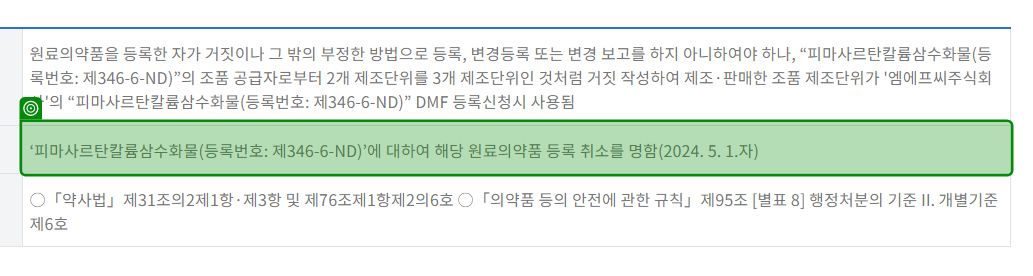 원료의약품을 등록한 자가 거짓이나 그 밖의 부정한 방법으로 등록, 변경등록 또는 변경 보고를 하지 아니하여야 하나, “피마사르탄칼륨삼수화물(등
록번호: 제346-6-ND)”의 조품 공급자로부터 2개 제조단위를 3개 제조단위인 것처럼 거짓 작성하여 제조·판매한 조품 제조단위가 '엠에프씨주식회
'의 “피마사르탄칼륨삼수화물(등록번호: 제346-6-ND)” DMF 등록신청시 사용됨
‘피마사르탄칼륨삼수화물(등록번호: 제346-6-ND)’에 대하여 해당 원료의약품 등록 취소를 명함(2024. 5. 1.자)
○「약사법」제31조의2제1항·제3항 및 제76조제1항제2의6호 ○「의약품 등의 안전에 관한 규칙」제95조 [별표 8] 행정처분의 기준 II. 개별기준
제6호